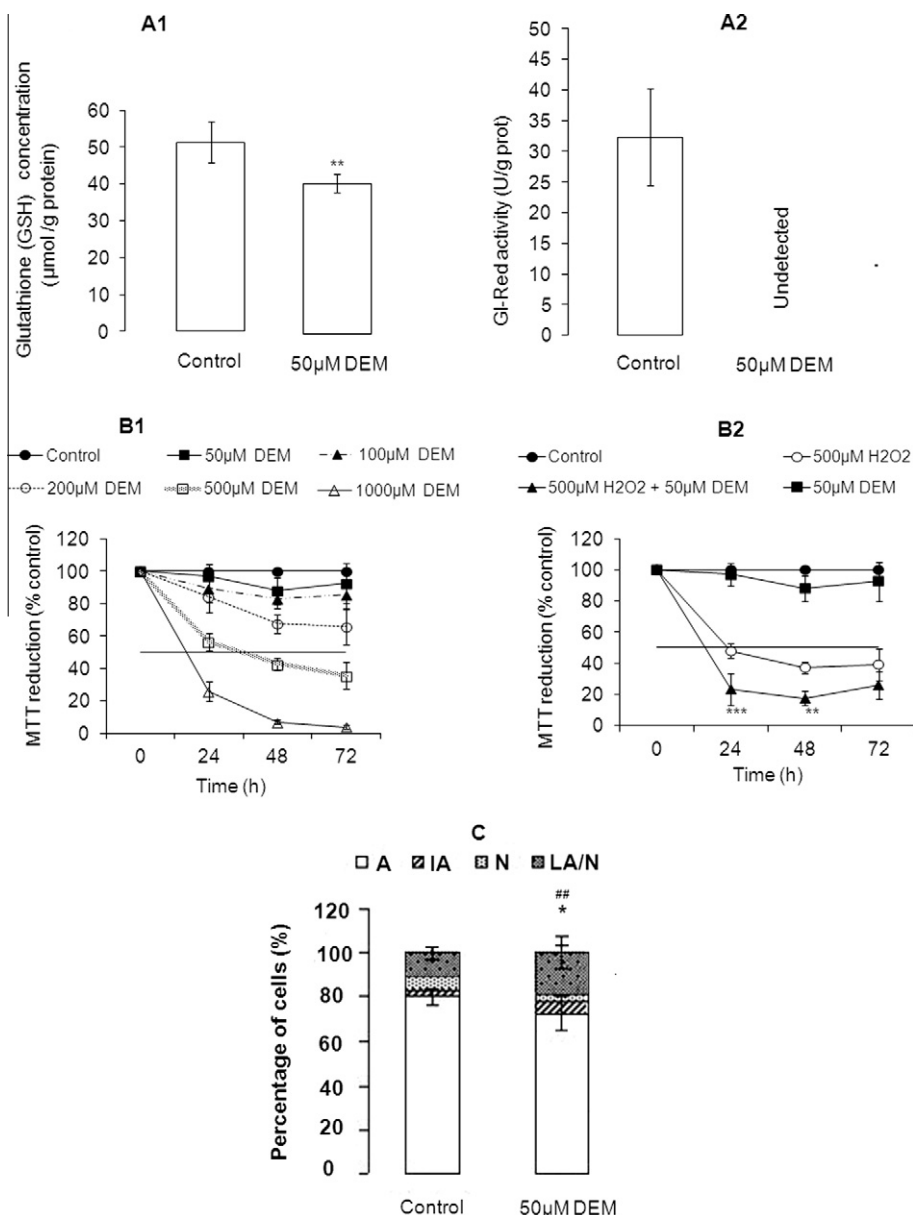 A1
Glutathione (GSH) concentration
(µmol /g protein)
60
50
40
30
20
10
0
**
Control
50µM DEM
A2
Gl-Red activity (U/g prot)
50
45
40
35
30
25
20
15
10
5
0
Undetected
Control
50µM DEM
B1
Control
50µM DEM
100µM DEM
200µM DEM
500µM DEM
1000µM DEM
MTT reduction (% control)
120
100
80
60
40
20
0
0 24 48 72
Time (h)
B2
Control
500µM H2O2
500µM H2O2 + 50µM DEM
50µM DEM
MTT reduction (% control)
120
100
80
60
40
20
0
*** **
0 24 48 72
Time (h)
C
A IA N LA/N
Percentage of cells (%)
120
100
80
60
40
20
0
##
*
Control
50µM DEM